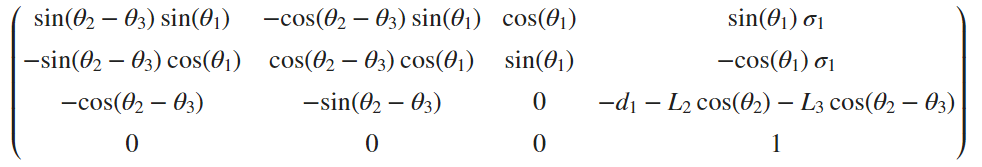 sin(θ₂ − θ₃) sin(θ₁) −cos(θ₂ − θ₃) sin(θ₁) cos(θ₁) sin(θ₁) σ₁
−sin(θ₂ − θ₃) cos(θ₁) cos(θ₂ − θ₃) cos(θ₁) sin(θ₁) −cos(θ₁) σ₁
−cos(θ₂ − θ₃) −sin(θ₂ − θ₃) 0 −d₁ − L₂ cos(θ₂) − L₃ cos(θ₂ − θ₃)
0 0 0 1